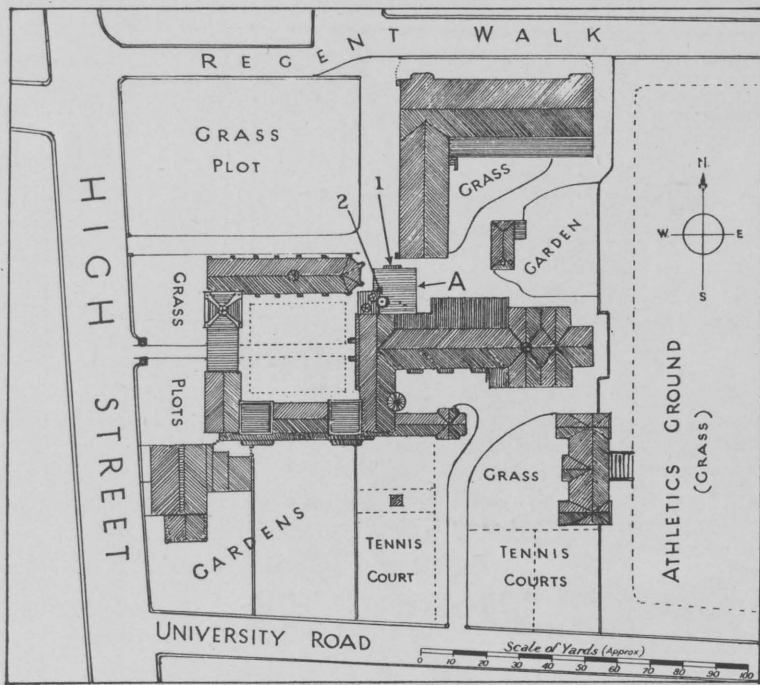 REGENT WALK
GRASS
PLOT
HIGH STREET
1
2
GRASS
GARDEN
A
N.
W. E
S
GRASS
PLOTS
ATHLETICS GROUND
(GRASS)
GRASS
GARDENS
TENNIS
COURT
TENNIS
COURTS
UNIVERSITY ROAD
Scale of Yards (Approx)
0 10 20 30 40 50 60 70 80 90 100